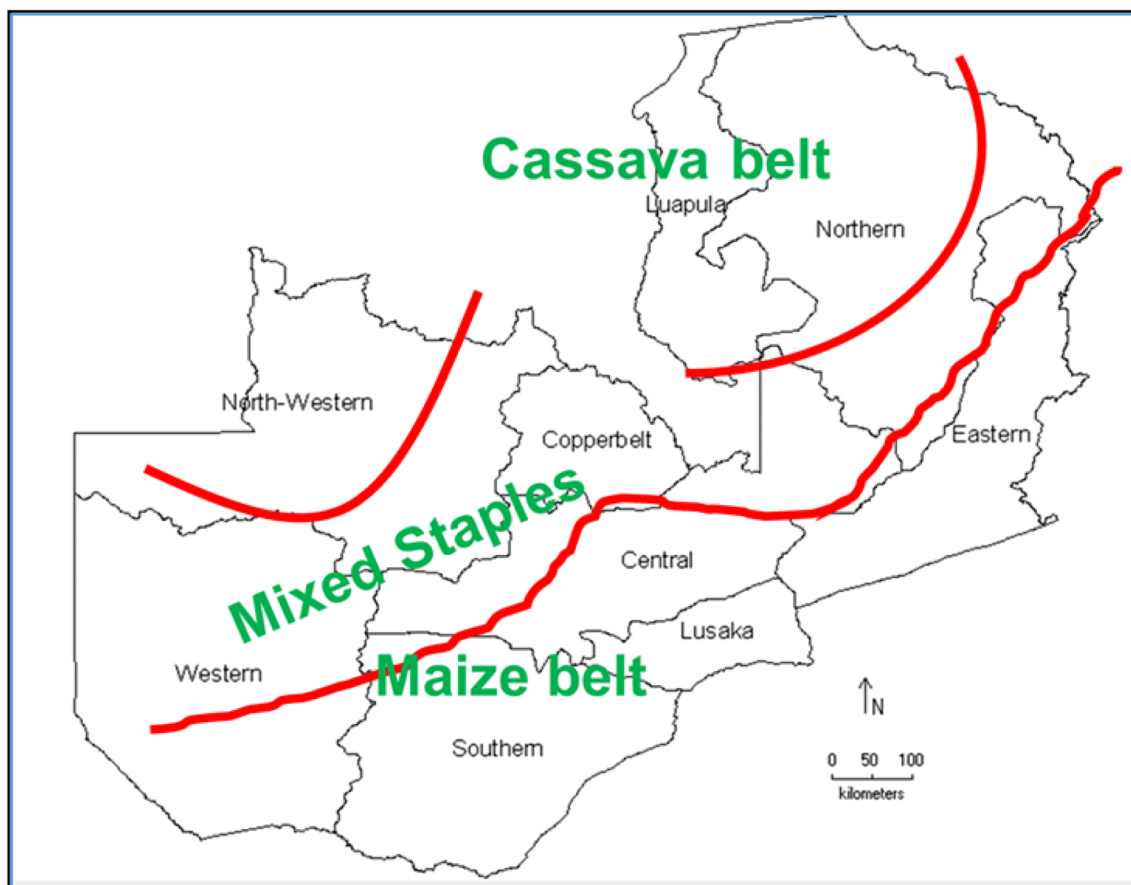 Cassava belt
Luapula
Northern
North-Western
Copperbelt
Eastern
Mixed Staples
Central
Lusaka
Western
Maize belt
Southern
N
0 50 100
kilometers